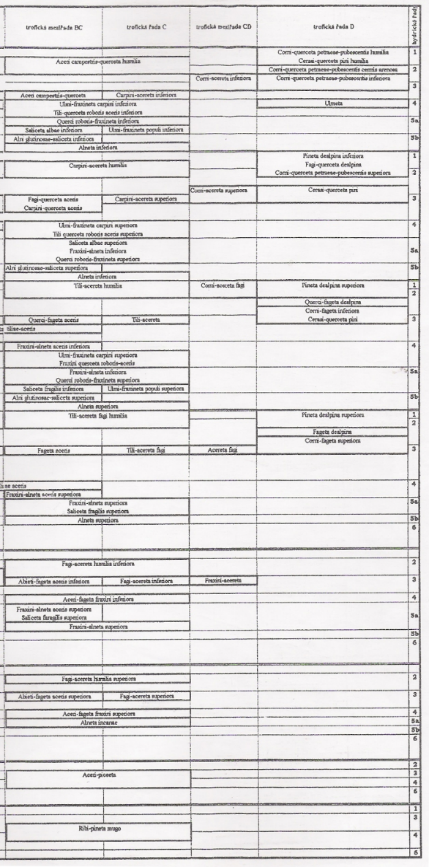 trofická meziřada BC
trofická řada C
trofická meziřada CD
trofická řada D
hydrické řady
Corni-querceta petraeae-pubescentis humilia
1
Aceri campestris-querceta humilia
Cerasi-querceta pini humilia
Corni-querceta petraeae-pubescentis cerris arenosa
2
Corni-acereta inferiora
Corni-querceta petraeae-pubescentis inferiora
3
Aceri campestris-querceta
Carpini-acereta inferiora
Ulmi-fraxineta carpini inferiora
Ulmeta
4
Tili-querceta roboris aceris inferiora
Querci roboris-fraxineta inferiora
5a
Saliceta albae inferiora
Ulmi-fraxineta populi inferiora
Alni glutinosae-saliceta inferiora
5b
Alneta inferiora
Pineta dealpina inferiora
1
Carpini-acereta humilia
Fagi-querceta dealpina
Corni-querceta petraeae-pubescentis superiora
2
Corni-acereta superiora
Cerasi-querceta pini
Fagi-querceta aceris
Carpini-acereta superiora
3
Carpini-querceta aceris
Ulmi-fraxineta carpini superiora
4
Tili querceta roboris aceris superiora
Saliceta albae superiora
Fraxini-alneta inferiora
5a
Querci roboris-fraxineta superiora
Alni glutinosae-saliceta superiora
5b
Alneta inferiora
Tili-acereta humilia
Corni-acereta fagi
Pineta dealpina superiora
1
2
Querci-fageta dealpina
Corni-fageta inferiora
Querci-fageta aceris
Tili-acereta
Cerasi-querceta pini
3
tiliae-aceris
Fraxini-alneta aceris inferiora
4
Ulmi-fraxineta carpini superiora
Fraxini querceta roboris-aceris
Fraxini-alneta inferiora
5a
Querci roboris-fraxineta superiora
Saliceta fragilis inferiora
Ulmi-fraxineta populi superiora
Alni glutinosae-saliceta superiora
5b
Alneta superiora
Tili-acereta fagi humilia
Pineta dealpina superiora
1
2
Fageta dealpina
Corni-fageta superiora
Fageta aceris
Tili-acereta fagi
Acereta fagi
3
liae aceris
4
Fraxini-alneta aceris superiora
Fraxini-alneta superiora
5a
Saliceta fragilis superiora
Alneta superiora
5b
6
Fagi-acereta humilia inferiora
2
Abieti-fageta aceris inferiora
Fagi-acereta inferiora
Fraxini-acereta
3
Aceri-fageta fraxini inferiora
4
Fraxini-alneta aceris superiora
Saliceta faragilis superiora
5a
Fraxini-alneta superiora
5b
6
Fagi-acereta humilia superiora
2
Abieti-fageta aceris superiora
Fagi-acereta superiora
3
Aceri-fageta fraxini superiora
4
Alneta incanae
5a
5b
6
2
Aceri-piceeta
3
4
6
1
3
Ribi-pineta mugo
4
6